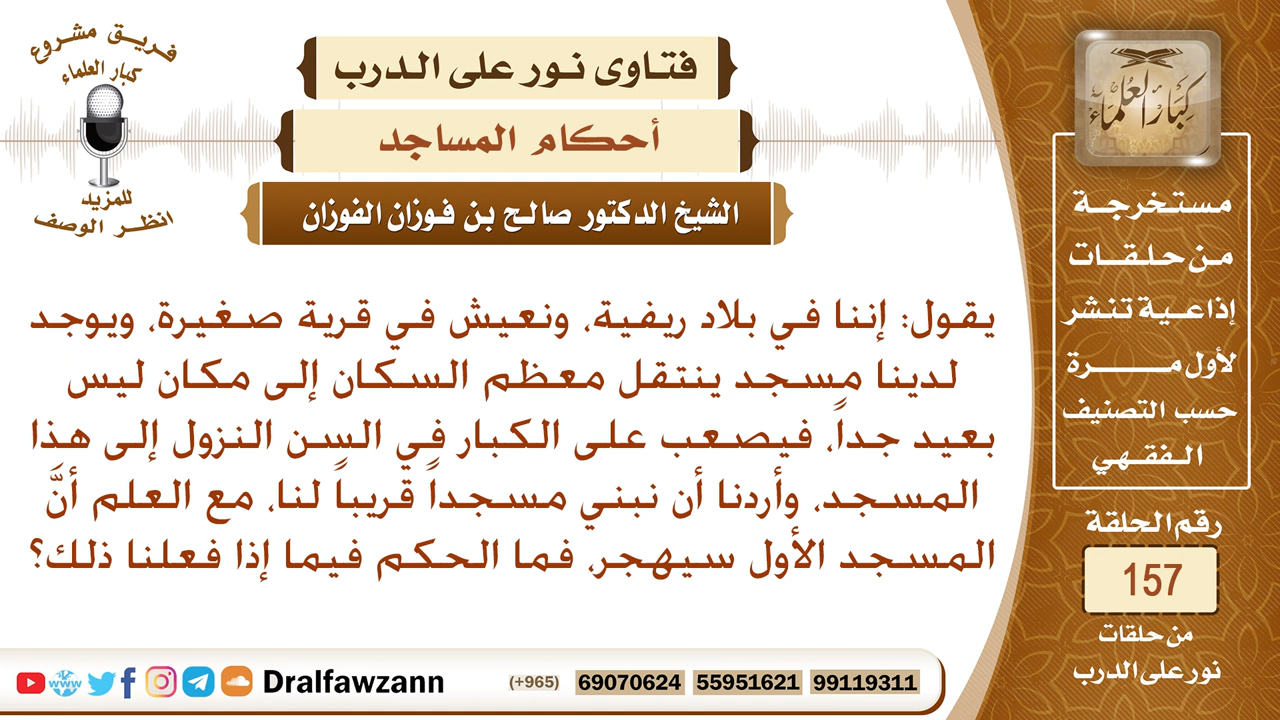 فريق مشروع
كبار العلماء
للمزيد
انظر الوصف
فتاوى نور على الدرب
أحكام المساجد
الشيخ الدكتور صالح بن فوزان الفوزان
يقول: إننا في بلاد ريفية، ونعيش في قرية صغيرة، ويوجد
لدينا مسجد ينتقل معظم السكان إلى مكان ليس
بعيد جداً، فيصعب على الكبار في السن النزول إلى هذا
المسجد، وأردنا أن نبني مسجداً قريباً لنا، مع العلم أنَّ
المسجد الأول سيهجر، فما الحكم فيما إذا فعلنا ذلك؟
كبار العلماء
مستخرجة
من حلقات
إذاعية تنشر
لأول مرة
حسب التصنيف
الفقهي
رقم الحلقة
157
من حلقات
نور على الدرب
www Dralfawzann (+965) 69070624 55951621 99119311